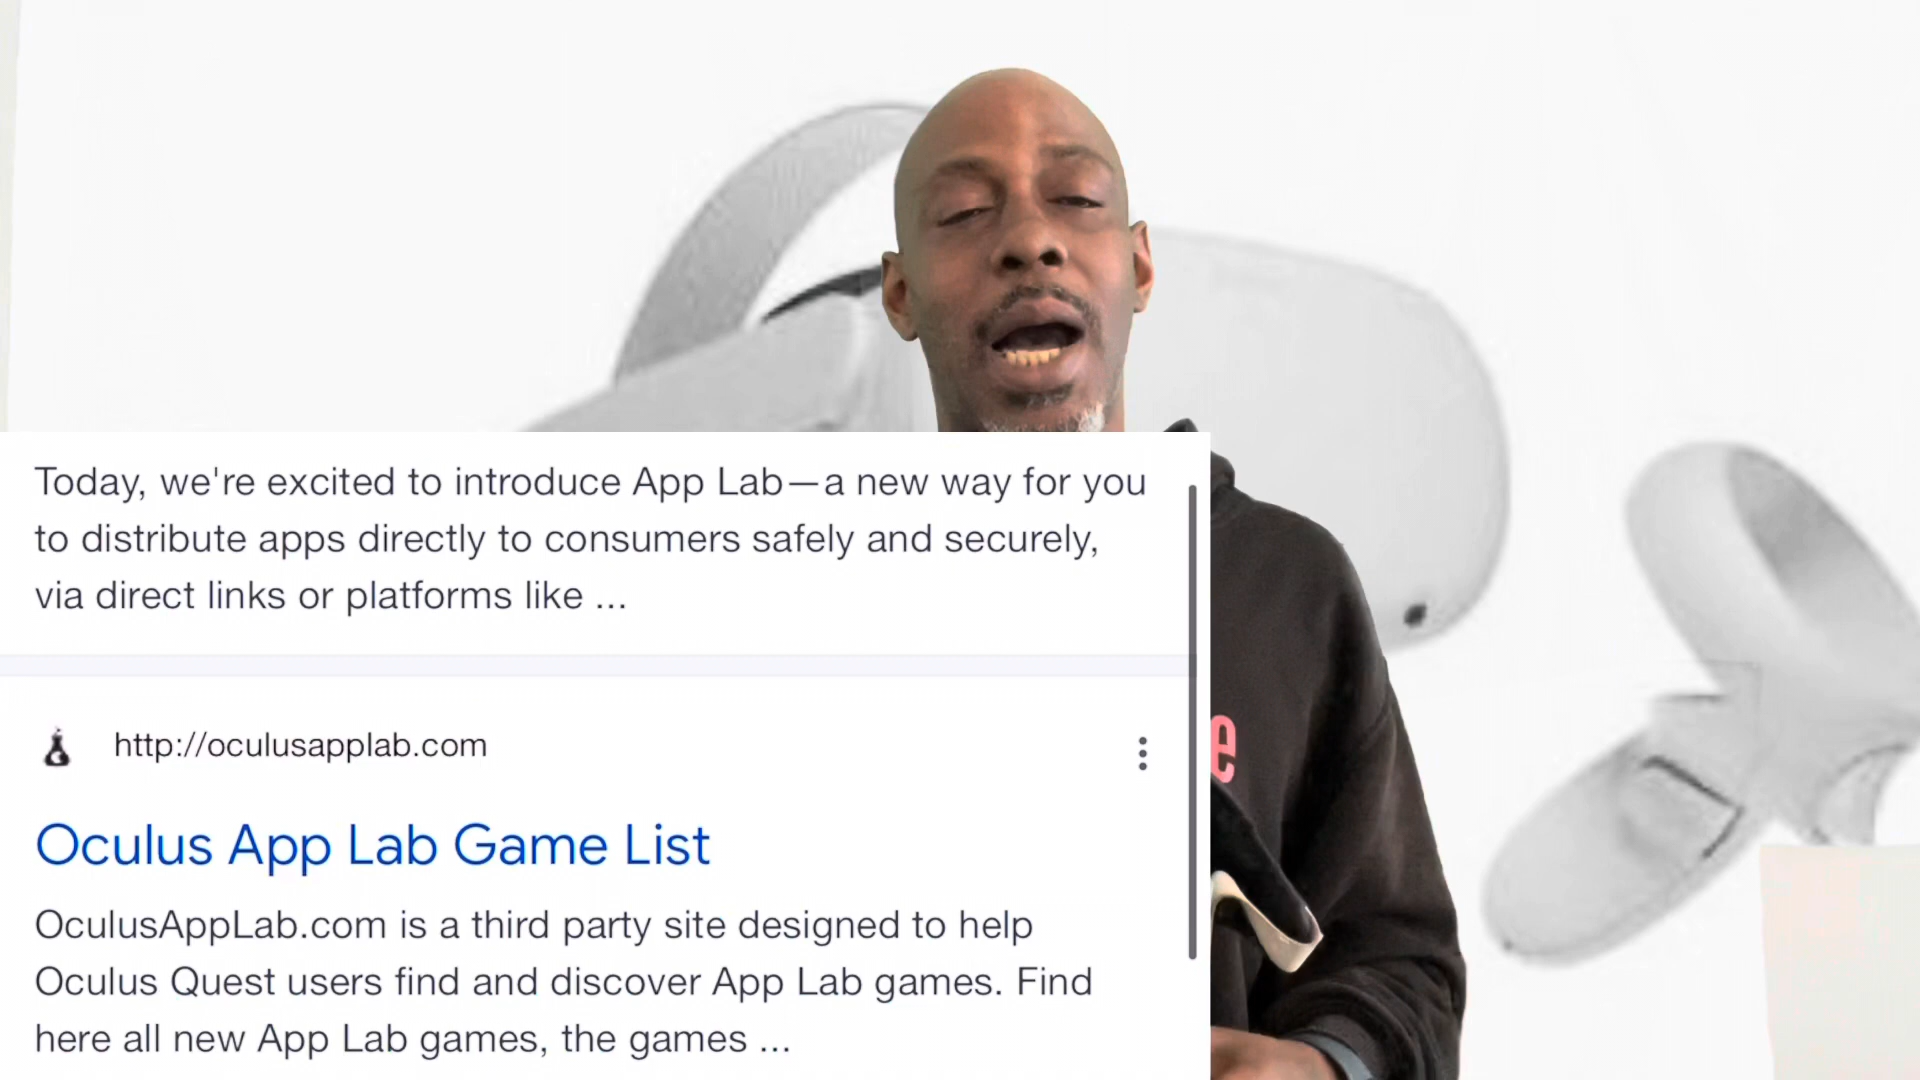 Today, we're excited to introduce App Lab—a new way for you
to distribute apps directly to consumers safely and securely,
via direct links or platforms like ...
http://oculusapplab.com
Oculus App Lab Game List
OculusAppLab.com is a third party site designed to help
Oculus Quest users find and discover App Lab games. Find
here all new App Lab games, the games ...
e